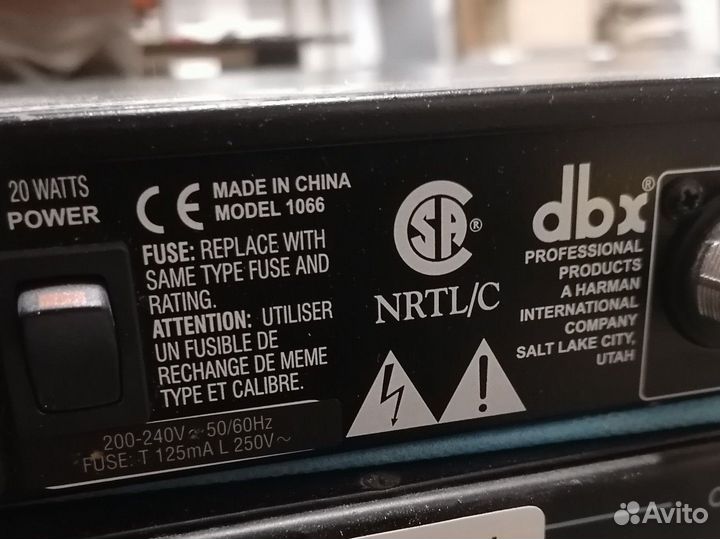 20 WATTS
POWER
CE
MADE IN CHINA
MODEL 1066
FUSE: REPLACE WITH
SAME TYPE FUSE AND
RATING.
ATTENTION: UTILISER
UN FUSIBLE DE
RECHANGE DE MEME
TYPE ET CALIBRE.
200-240V ~ 50/60Hz
FUSE: T 125mA L 250V ~
SA ®
NRTL/C
dbx®
PROFESSIONAL
PRODUCTS
A HARMAN
INTERNATIONAL
COMPANY
SALT LAKE CITY,
UTAH
Avito